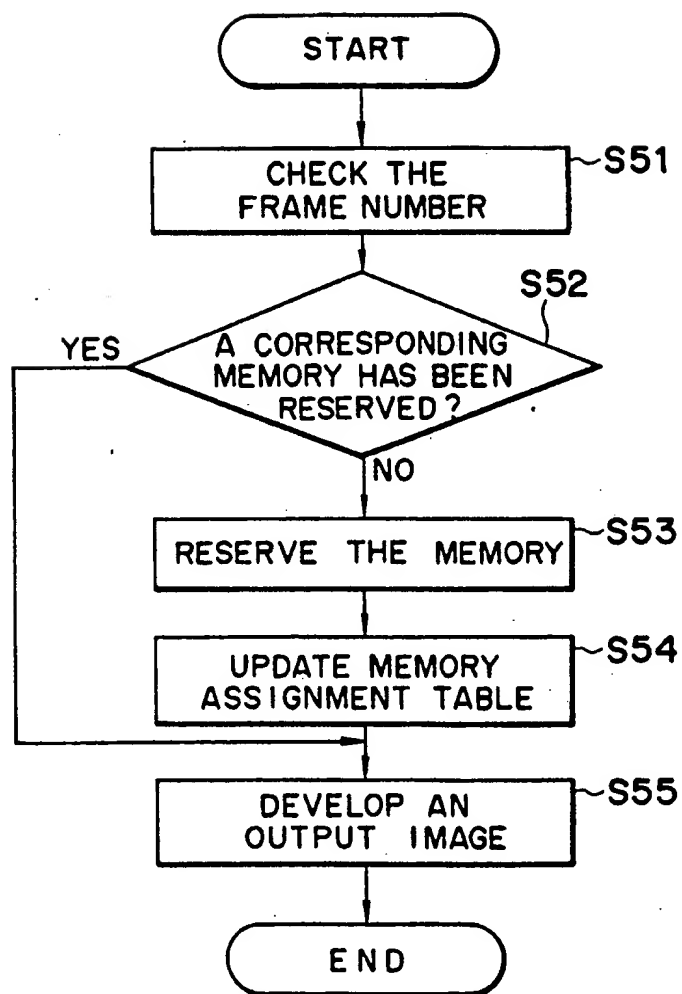 START
CHECK THE
FRAME NUMBER
S51
S52
YES
A CORRESPONDING
MEMORY HAS BEEN
RESERVED?
NO
RESERVE THE MEMORY
S53
UPDATE MEMORY
ASSIGNMENT TABLE
S54
DEVELOP AN
OUTPUT IMAGE
S55
END